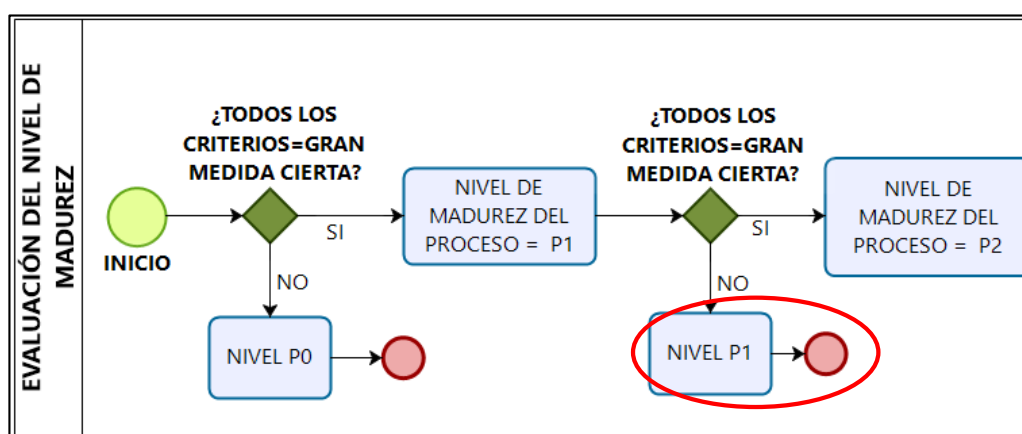 EVALUACIÓN DEL NIVEL DE
MADUREZ
INICIO
¿TODOS LOS
CRITERIOS=GRAN
MEDIDA CIERTA?
SI
NO
NIVEL P0
NIVEL DE
MADUREZ DEL
PROCESO = P1
¿TODOS LOS
CRITERIOS=GRAN
MEDIDA CIERTA?
SI
NO
NIVEL P1
NIVEL DE
MADUREZ DEL
PROCESO = P2